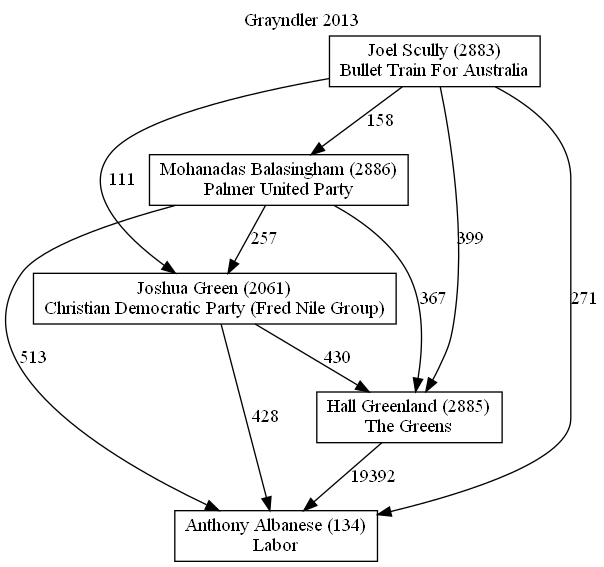 Grayndler 2013
Joel Scully (2883)
Bullet Train For Australia
158
Mohanadas Balasingham (2886)
Palmer United Party
111
257
399
Joshua Green (2061)
Christian Democratic Party (Fred Nile Group)
367
271
513
430
Hall Greenland (2885)
The Greens
428
19392
Anthony Albanese (134)
Labor